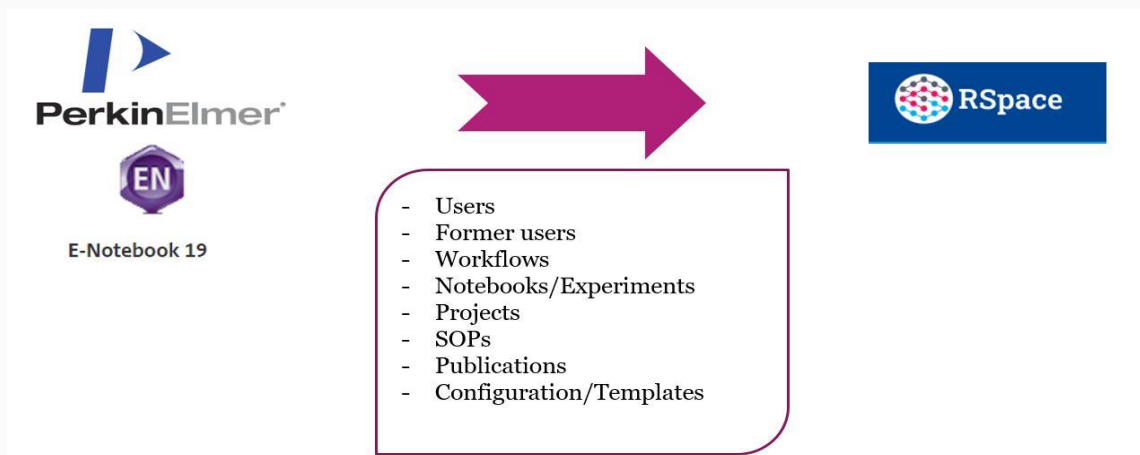 PerkinElmer®
EN
E-Notebook 19
RSpace
- Users
- Former users
- Workflows
- Notebooks/Experiments
- Projects
- SOPs
- Publications
- Configuration/Templates